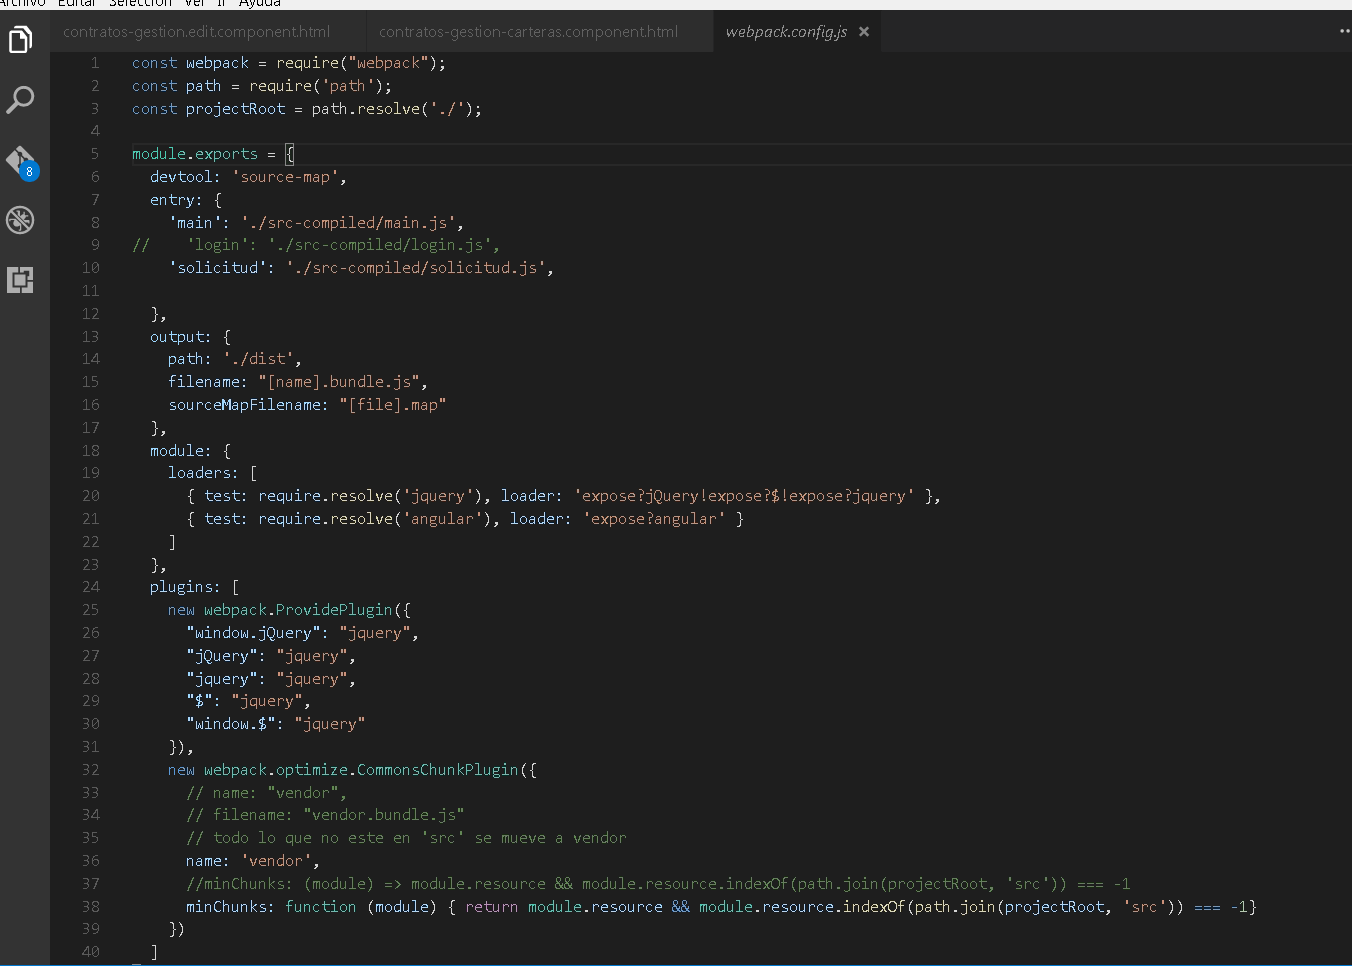 Archivo Editar Selección Ver Ir Ayuda
contratos-gestion.edit.component.html contratos-gestion-carteras.component.html webpack.config.js ×
8
1 const webpack = require("webpack");
2 const path = require('path');
3 const projectRoot = path.resolve('./');
4
5 module.exports = {
6 devtool: 'source-map',
7 entry: {
8 'main': './src-compiled/main.js',
9 // 'login': './src-compiled/login.js',
10 'solicitud': './src-compiled/solicitud.js',
11
12 },
13 output: {
14 path: './dist',
15 filename: "[name].bundle.js",
16 sourceMapFilename: "[file].map"
17 },
18 module: {
19 loaders: [
20 { test: require.resolve('jquery'), loader: 'expose?jQuery!expose?$!expose?jquery' },
21 { test: require.resolve('angular'), loader: 'expose?angular' }
22 ]
23 },
24 plugins: [
25 new webpack.ProvidePlugin({
26 "window.jQuery": "jquery",
27 "jQuery": "jquery",
28 "jquery": "jquery",
29 "$": "jquery",
30 "window.$": "jquery"
31 }),
32 new webpack.optimize.CommonsChunkPlugin({
33 // name: "vendor",
34 // filename: "vendor.bundle.js"
35 // todo lo que no este en 'src' se mueve a vendor
36 name: 'vendor',
37 //minChunks: (module) => module.resource && module.resource.indexOf(path.join(projectRoot, 'src')) === -1
38 minChunks: function (module) { return module.resource && module.resource.indexOf(path.join(projectRoot, 'src')) === -1}
39 })
40 ]